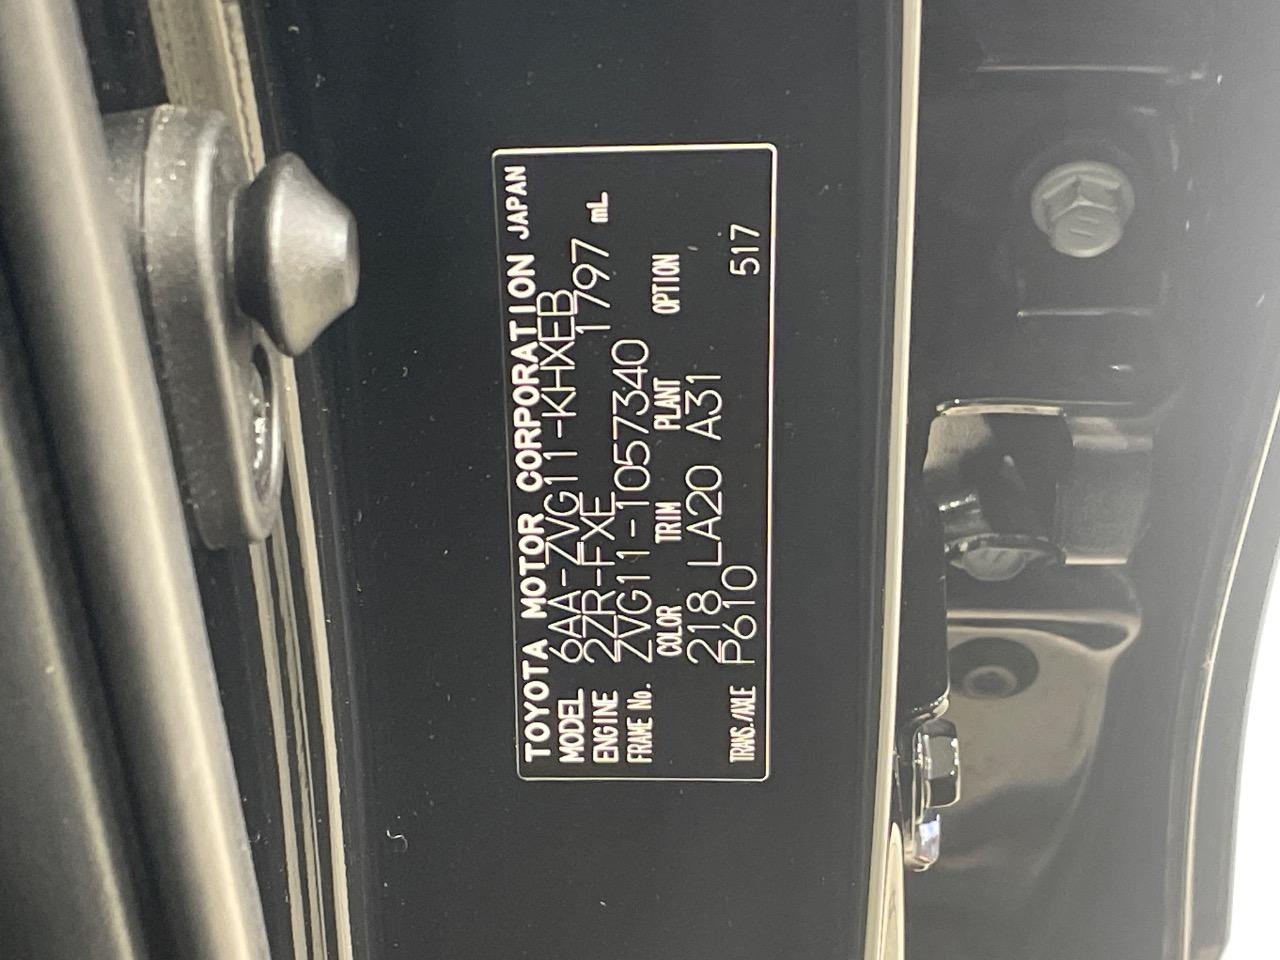 TOYOTA MOTOR CORPORATION JAPAN
MODEL 6AA-ZVG11-KHXEB
ENGINE 2ZR-FXE 1797 mL
FRAME No. ZVG11-1057340
COLOR TRIM PLANT OPTION
218 LA20 A31
TRANS./AXLE P610 517